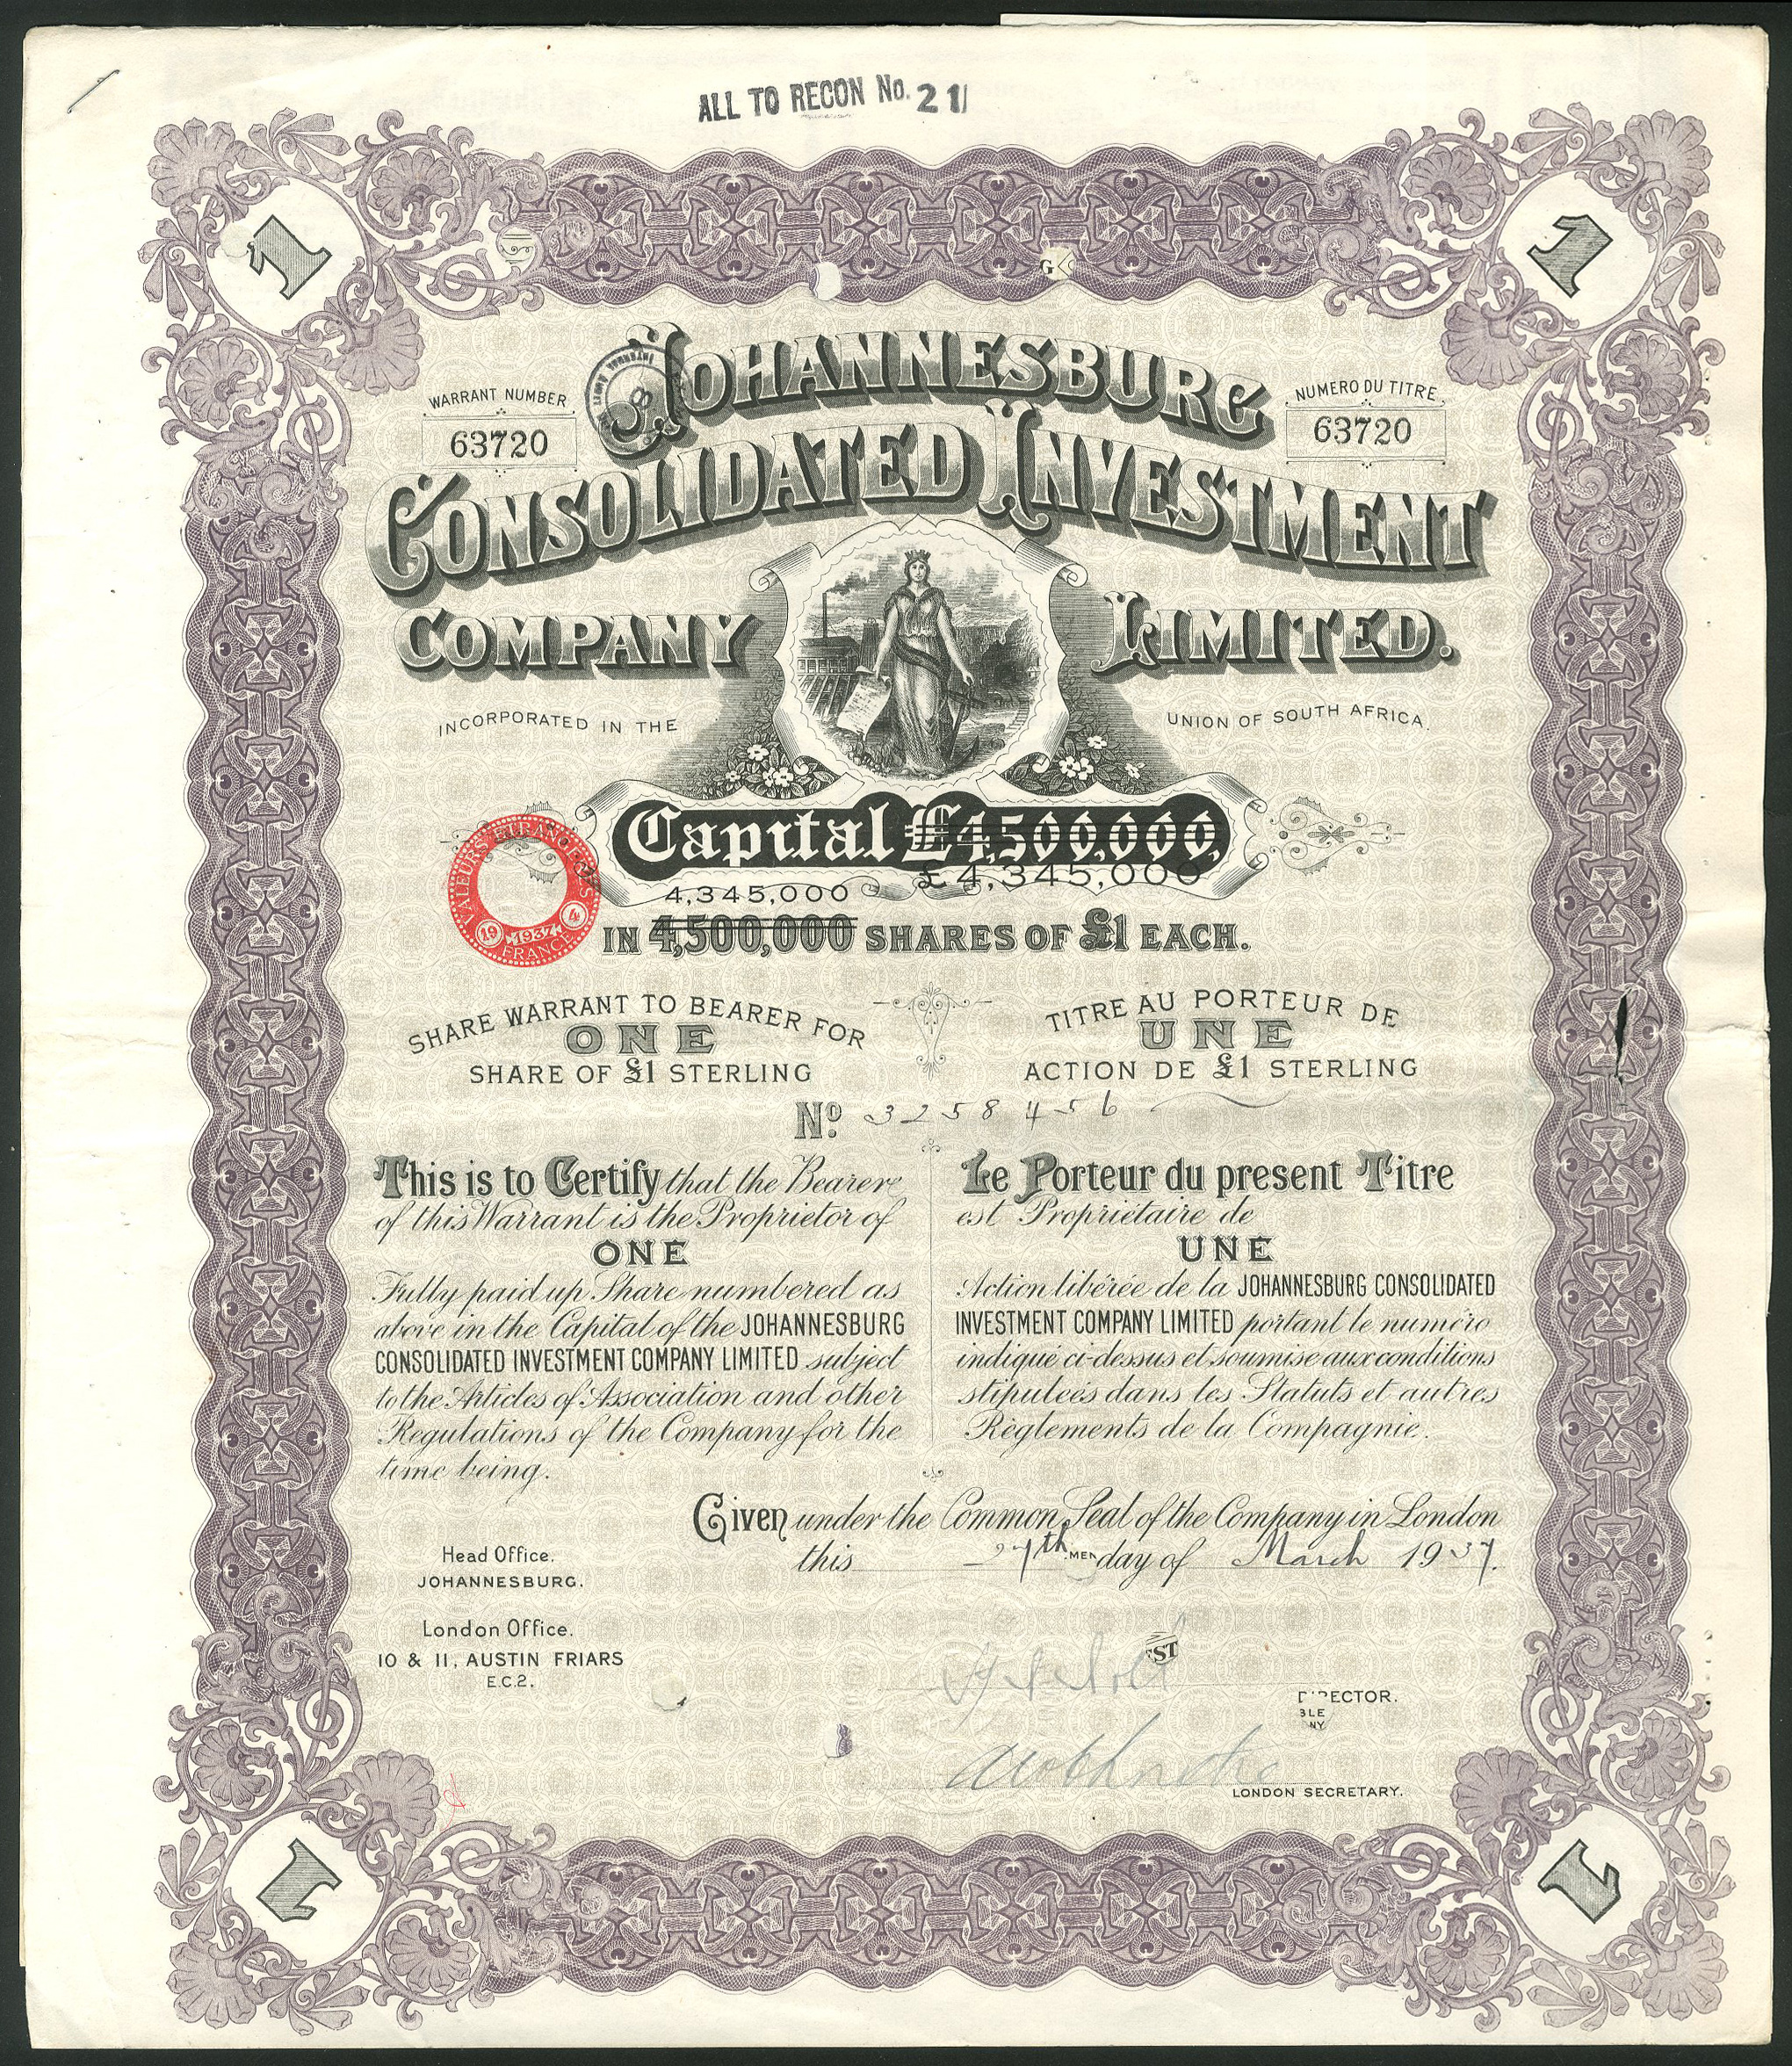 ALL TO RECON No. 21
1 1
WARRANT NUMBER
63720
NUMERO DU TITRE
63720
JOHANNESBURG
CONSOLIDATED INVESTMENT
COMPANY LIMITED.
INCORPORATED IN THE UNION OF SOUTH AFRICA.
Capital £4,500,000,
£4,345,000
4,345,000
IN 4,500,000 SHARES OF £1 EACH.
VALEURS ETRANGERES
19 1937 4
FRANCE
SHARE WARRANT TO BEARER FOR
ONE
SHARE OF £1 STERLING
TITRE AU PORTEUR DE
UNE
ACTION DE £1 STERLING
No. 3258456
This is to Certify that the Bearer
of this Warrant is the Proprietor of
ONE
Fully paid up Share numbered as
above in the Capital of the JOHANNESBURG
CONSOLIDATED INVESTMENT COMPANY LIMITED subject
to the Articles of Association and other
Regulations of the Company for the
time being.
Le Porteur du present Titre
est Propriétaire de
UNE
Action libérée de la JOHANNESBURG CONSOLIDATED
INVESTMENT COMPANY LIMITED portant le numéro
indiqué ci-dessus et soumise aux conditions
stipulées dans les Statuts et autres
Règlements de la Compagnie.
Given under the Common Seal of the Company in London
this 27th day of March 1937.
Head Office.
JOHANNESBURG.
London Office.
10 & 11, AUSTIN FRIARS
E.C.2.
DIRECTOR.
LONDON SECRETARY.
1 1